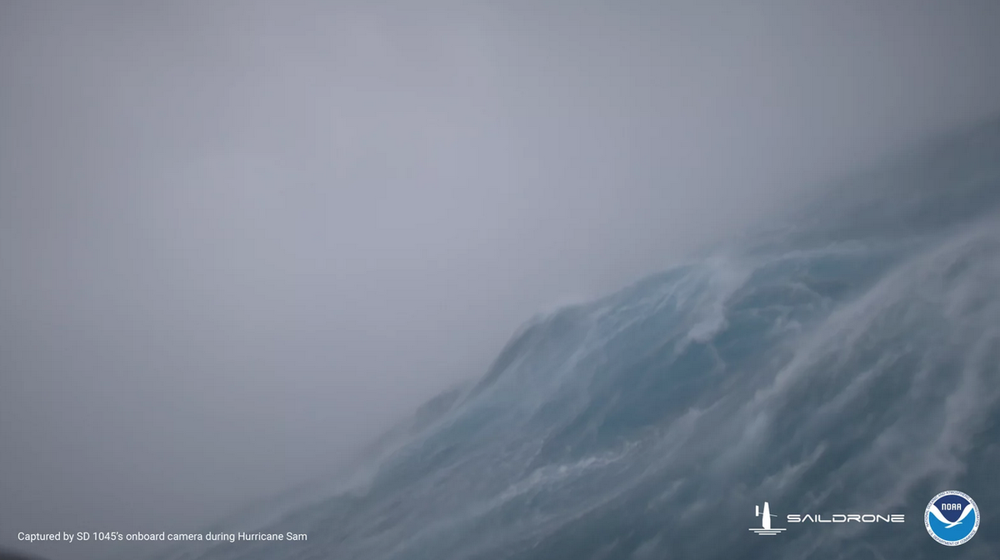 Captured by SD 1045's onboard camera during Hurricane Sam
SAILDRONE
NOAA